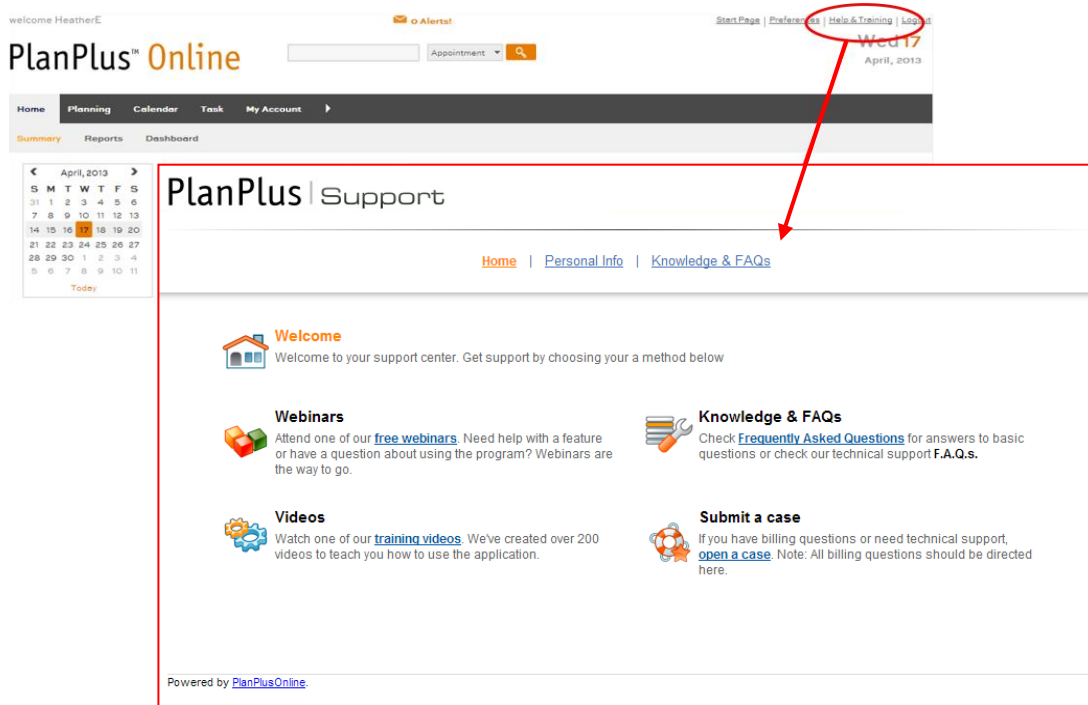 welcome HeatherE
0 Alerts!
Start Page | Preferences | Help & Training | Logout
PlanPlus™ Online
Appointment
Wed 17
April, 2013
Home Planning Calendar Task My Account
Summary Reports Dashboard
April, 2013
S M T W T F S
31 1 2 3 4 5 6
7 8 9 10 11 12 13
14 15 16 17 18 19 20
21 22 23 24 25 26 27
28 29 30 1 2 3 4
5 6 7 8 9 10 11
Today
PlanPlus | Support
Home | Personal Info | Knowledge & FAQs
Welcome
Welcome to your support center. Get support by choosing your a method below
Webinars
Attend one of our free webinars. Need help with a feature
or have a question about using the program? Webinars are
the way to go.
Knowledge & FAQs
Check Frequently Asked Questions for answers to basic
questions or check our technical support F.A.Q.s.
Videos
Watch one of our training videos. We've created over 200
videos to teach you how to use the application.
Submit a case
If you have billing questions or need technical support,
open a case. Note: All billing questions should be directed
here.
Powered by PlanPlusOnline.